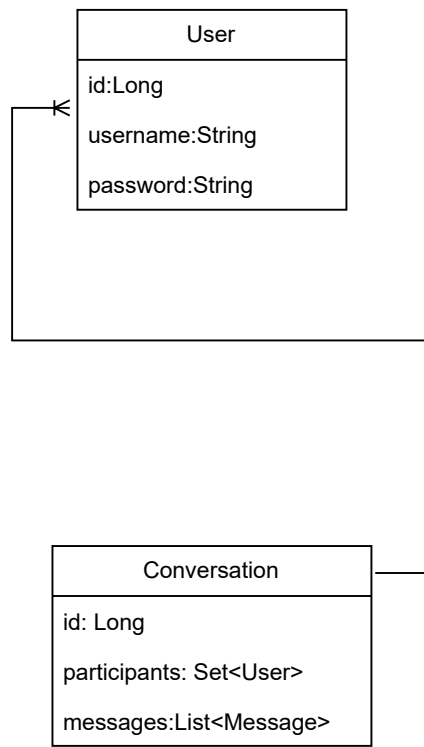 User
id:Long
username:String
password:String
Conversation
id: Long
participants: Set<User>
messages:List<Message>